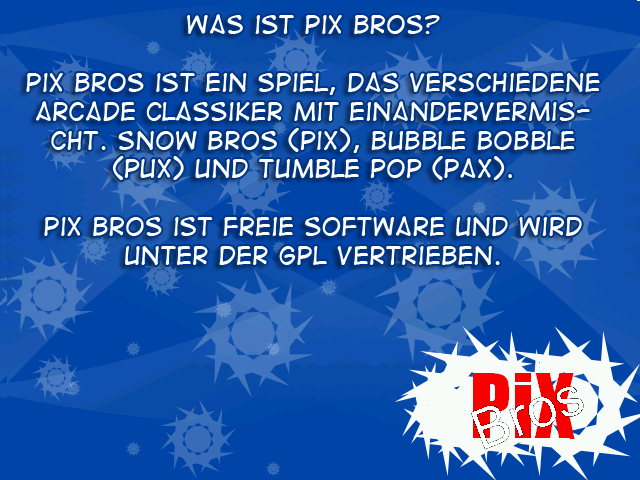 WAS IST PIX BROS?
PIX BROS IST EIN SPIEL, DAS VERSCHIEDENE
ARCADE CLASSIKER MIT EINANDERVERMIS-
CHT. SNOW BROS (PIX), BUBBLE BOBBLE
(PUX) UND TUMBLE POP (PAX).
PIX BROS IST FREIE SOFTWARE UND WIRD
UNTER DER GPL VERTRIEBEN.
PiX
Bros